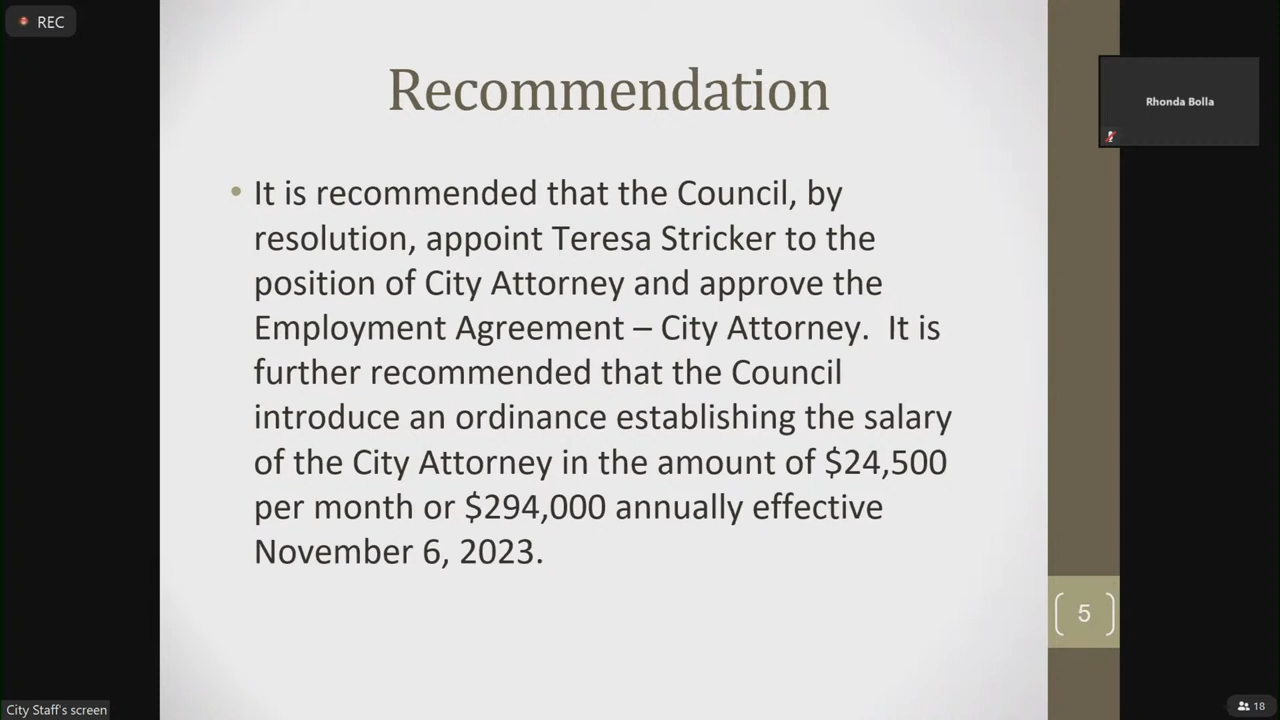 REC
Recommendation
Rhonda Bolla
• It is recommended that the Council, by
resolution, appoint Teresa Stricker to the
position of City Attorney and approve the
Employment Agreement – City Attorney.  It is
further recommended that the Council
introduce an ordinance establishing the salary
of the City Attorney in the amount of $24,500
per month or $294,000 annually effective
November 6, 2023.
5
City Staff's screen
18